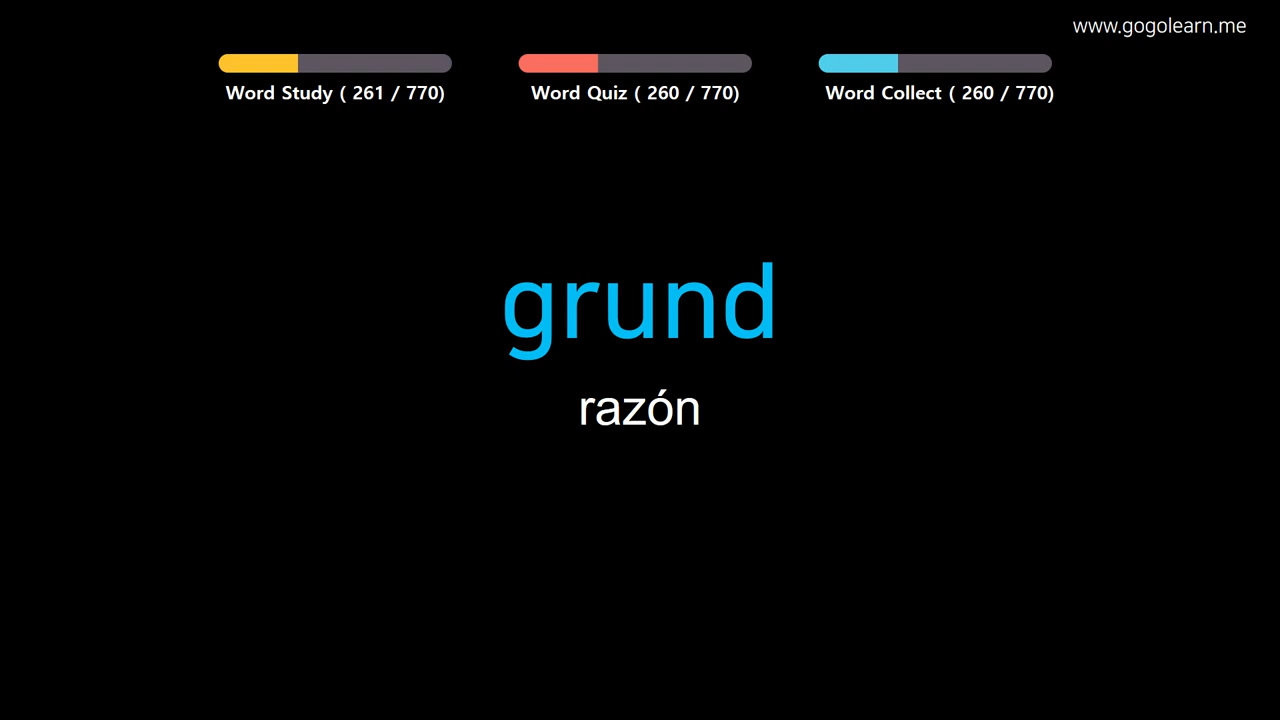 www.gogolearn.me
Word Study ( 261 / 770)
Word Quiz ( 260 / 770)
Word Collect ( 260 / 770)
grund
razón